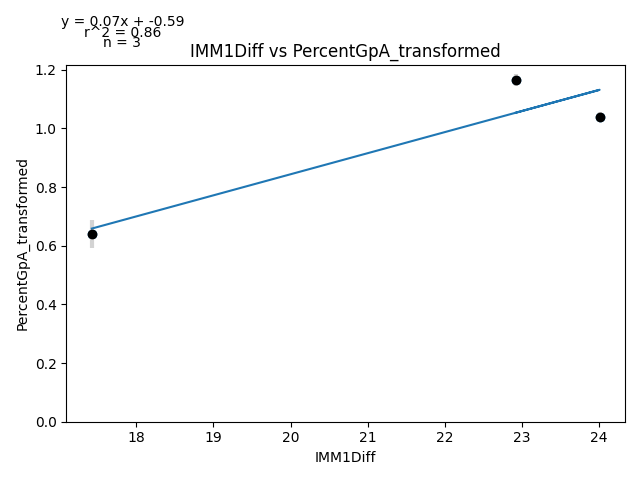 y = 0.07x + -0.59
r^2 = 0.86
n = 3
IMM1Diff vs PercentGpA_transformed
PercentGpA_transformed
1.2
1.0
0.8
0.6
0.4
0.2
0.0
18 19 20 21 22 23 24
IMM1Diff